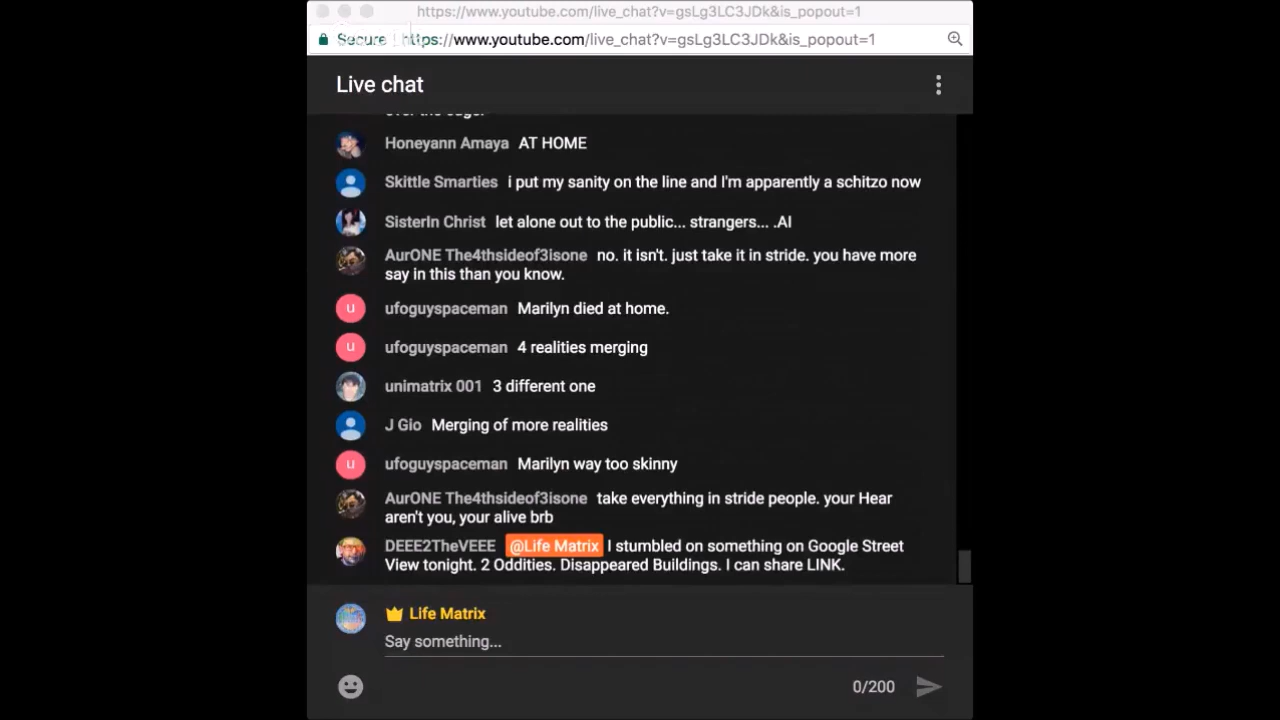 https://www.youtube.com/live_chat?v=gsLg3LC3JDk&is_popout=1
Secure https://www.youtube.com/live_chat?v=gsLg3LC3JDk&is_popout=1
Live chat
Honeyann Amaya AT HOME
Skittle Smarties i put my sanity on the line and I'm apparently a schitzo now
SisterIn Christ let alone out to the public... strangers... .AI
AurONE The4thsideof3isone no. it isn't. just take it in stride. you have more
say in this than you know.
u ufoguyspaceman Marilyn died at home.
u ufoguyspaceman 4 realities merging
unimatrix 001 3 different one
J Gio Merging of more realities
u ufoguyspaceman Marilyn way too skinny
AurONE The4thsideof3isone take everything in stride people. your Hear
aren't you, your alive brb
DEEE2TheVEEE @Life Matrix I stumbled on something on Google Street
View tonight. 2 Oddities. Disappeared Buildings. I can share LINK.
Life Matrix
Say something...
0/200